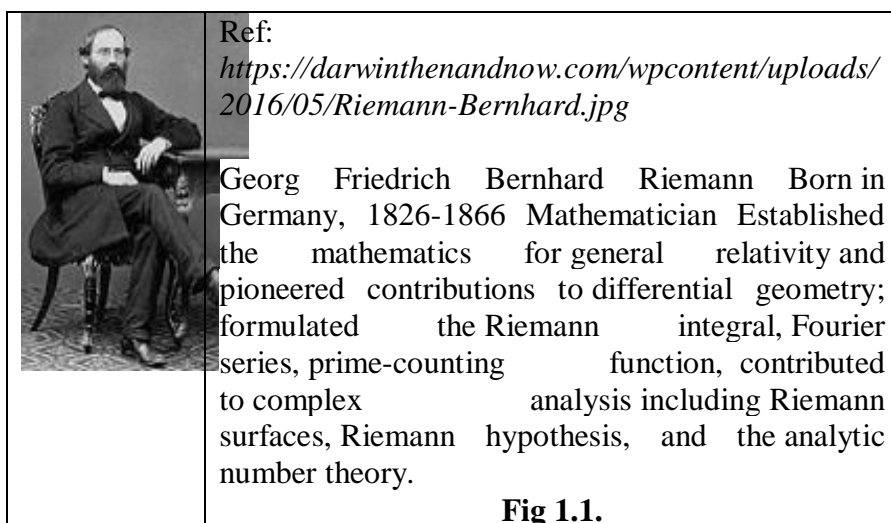 Ref:
https://darwinthenandnow.com/wpcontent/uploads/
2016/05/Riemann-Bernhard.jpg
Georg Friedrich Bernhard Riemann Born in
Germany, 1826-1866 Mathematician Established
the mathematics for general relativity and
pioneered contributions to differential geometry;
formulated the Riemann integral, Fourier
series, prime-counting function, contributed
to complex analysis including Riemann
surfaces, Riemann hypothesis, and the analytic
number theory.
Fig 1.1.